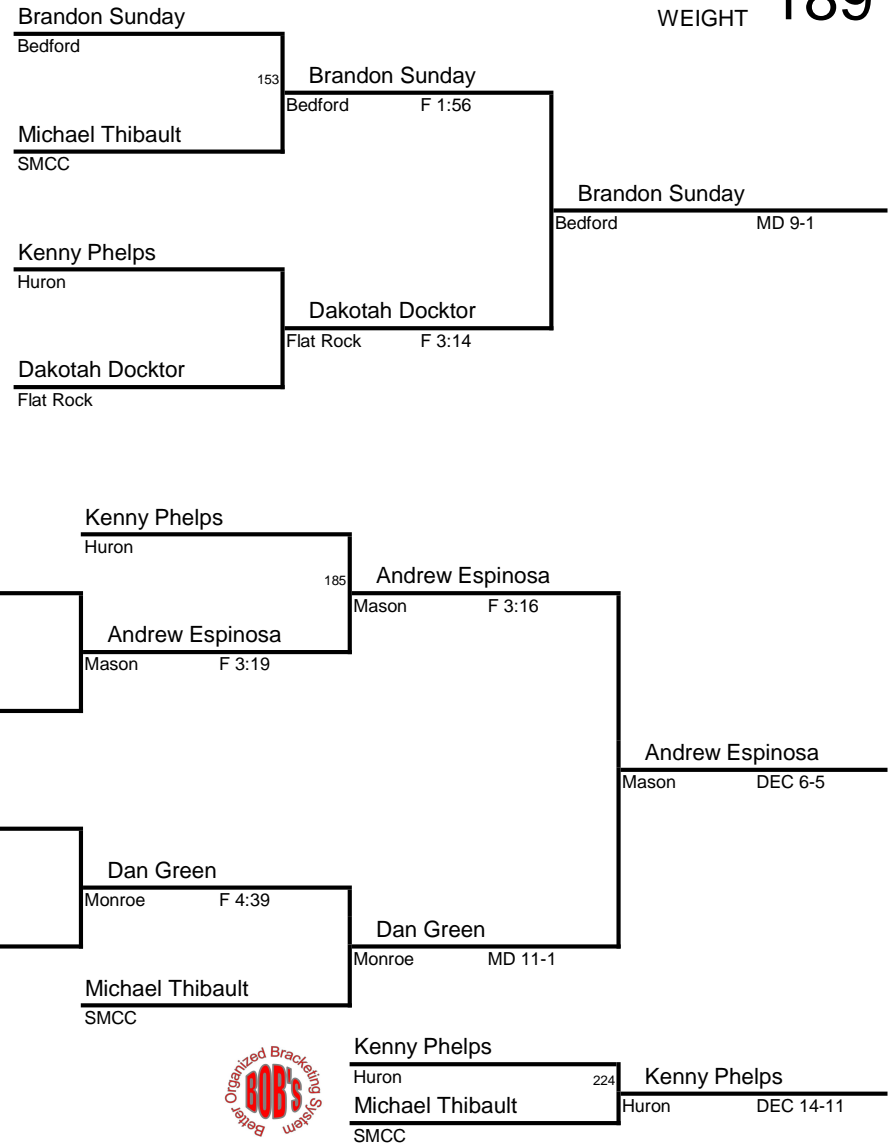 Brandon Sunday
WEIGHT 189
Bedford
153 Brandon Sunday
Bedford F 1:56
Michael Thibault
SMCC
Brandon Sunday
Bedford MD 9-1
Kenny Phelps
Huron
Dakotah Docktor
Flat Rock F 3:14
Dakotah Docktor
Flat Rock
Kenny Phelps
Huron
185 Andrew Espinosa
Mason F 3:16
Andrew Espinosa
Mason F 3:19
Andrew Espinosa
Mason DEC 6-5
Dan Green
Monroe F 4:39
Dan Green
Monroe MD 11-1
Michael Thibault
SMCC
Better Organized Bracketing System
BOB's
Kenny Phelps
Huron
224 Kenny Phelps
Huron DEC 14-11
Michael Thibault
SMCC